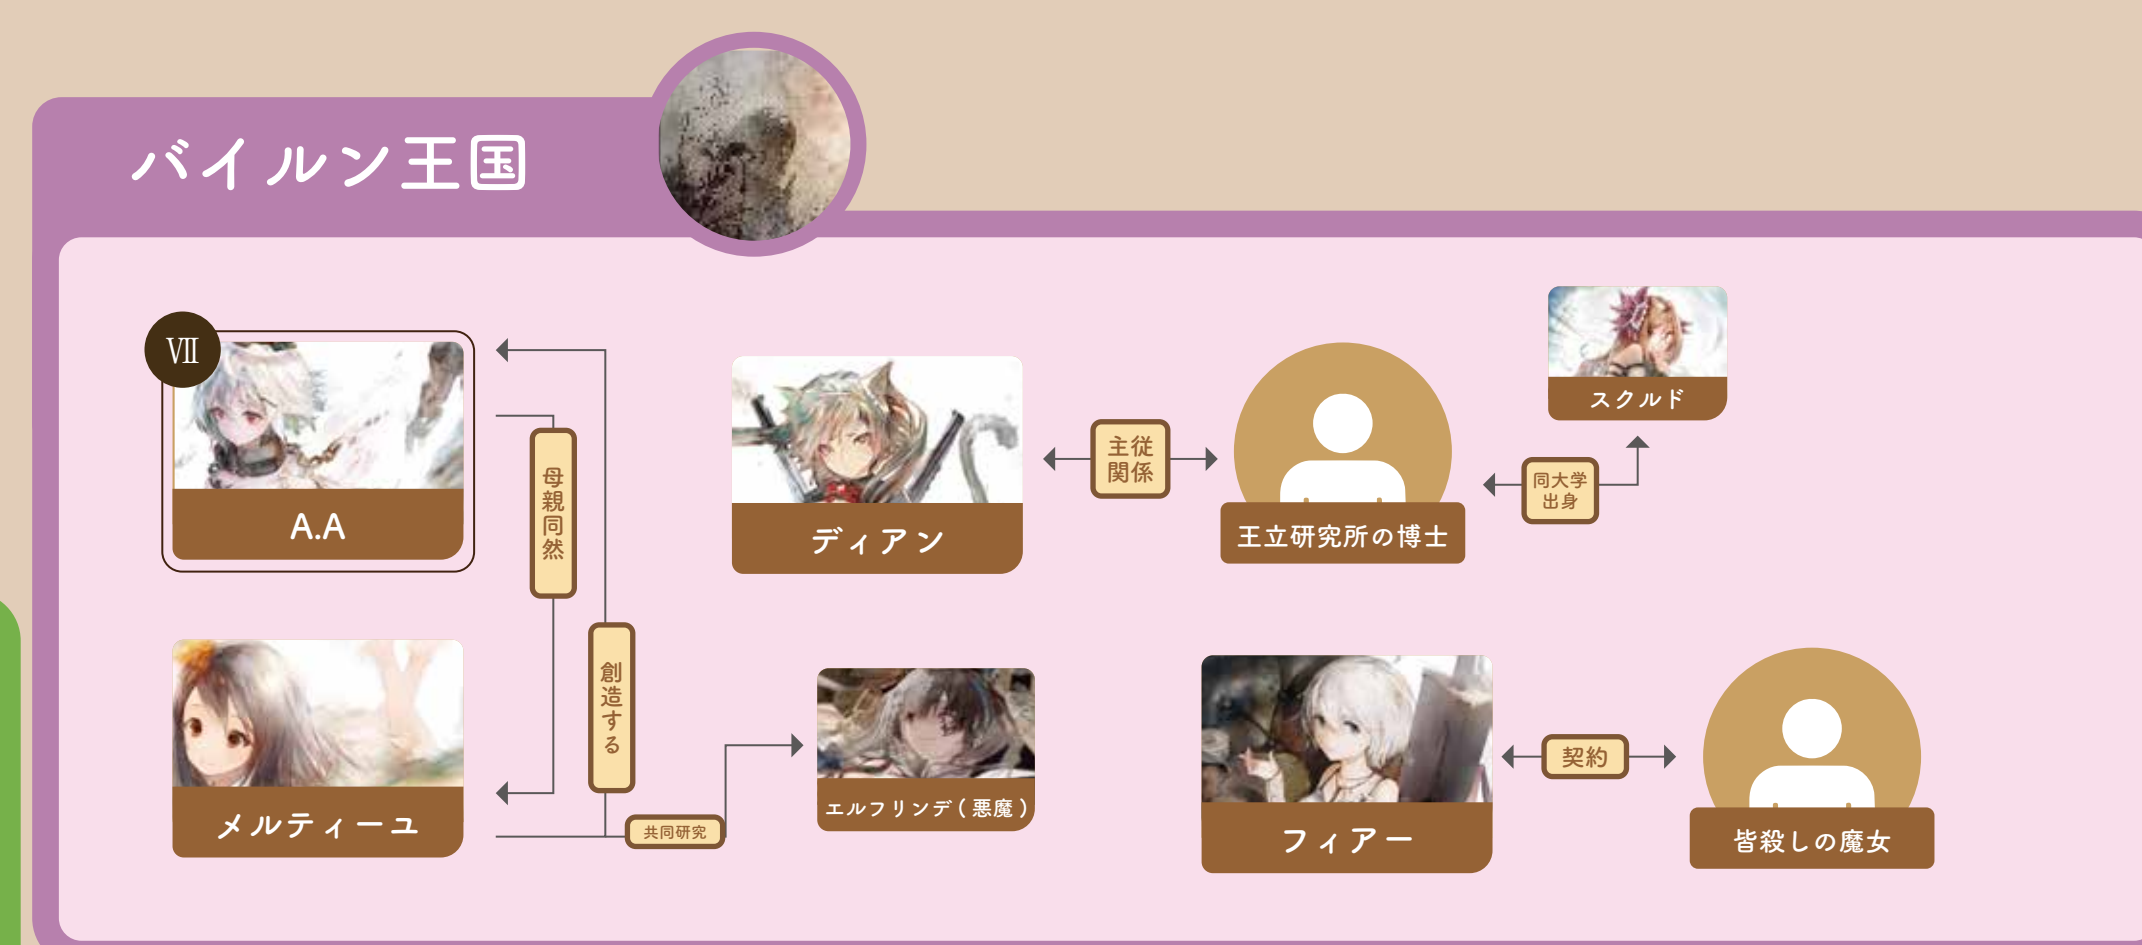 バイルン王国
Ⅶ
A.A
母親同然
創造する
メルティーユ
共同研究
エルフリンデ(悪魔)
ディアン
主従
関係
王立研究所の博士
同大学
出身
スクルド
フィアー
契約
皆殺しの魔女